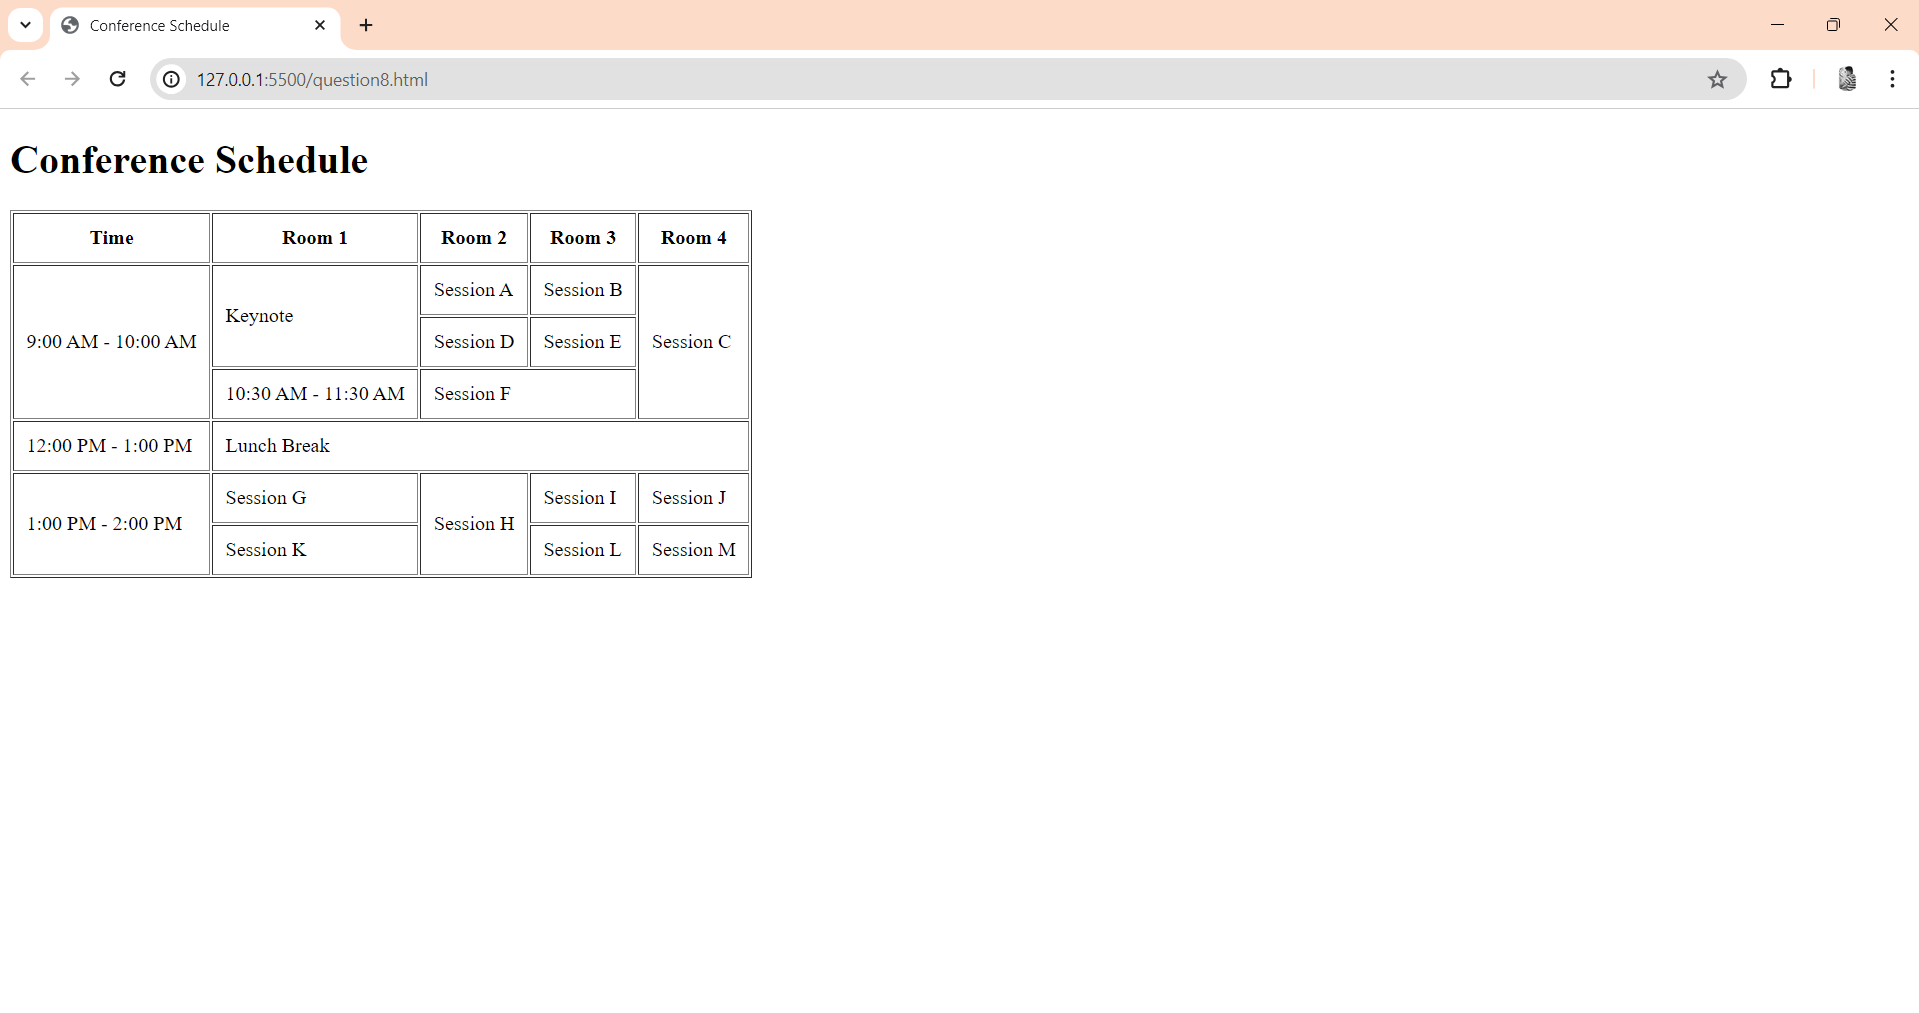 Conference Schedule
127.0.0.1:5500/question8.html
Conference Schedule
Time Room 1 Room 2 Room 3 Room 4
9:00 AM - 10:00 AM Keynote Session A Session B Session C
Session D Session E
10:30 AM - 11:30 AM Session F
12:00 PM - 1:00 PM Lunch Break
1:00 PM - 2:00 PM Session G Session H Session I Session J
Session K Session L Session M